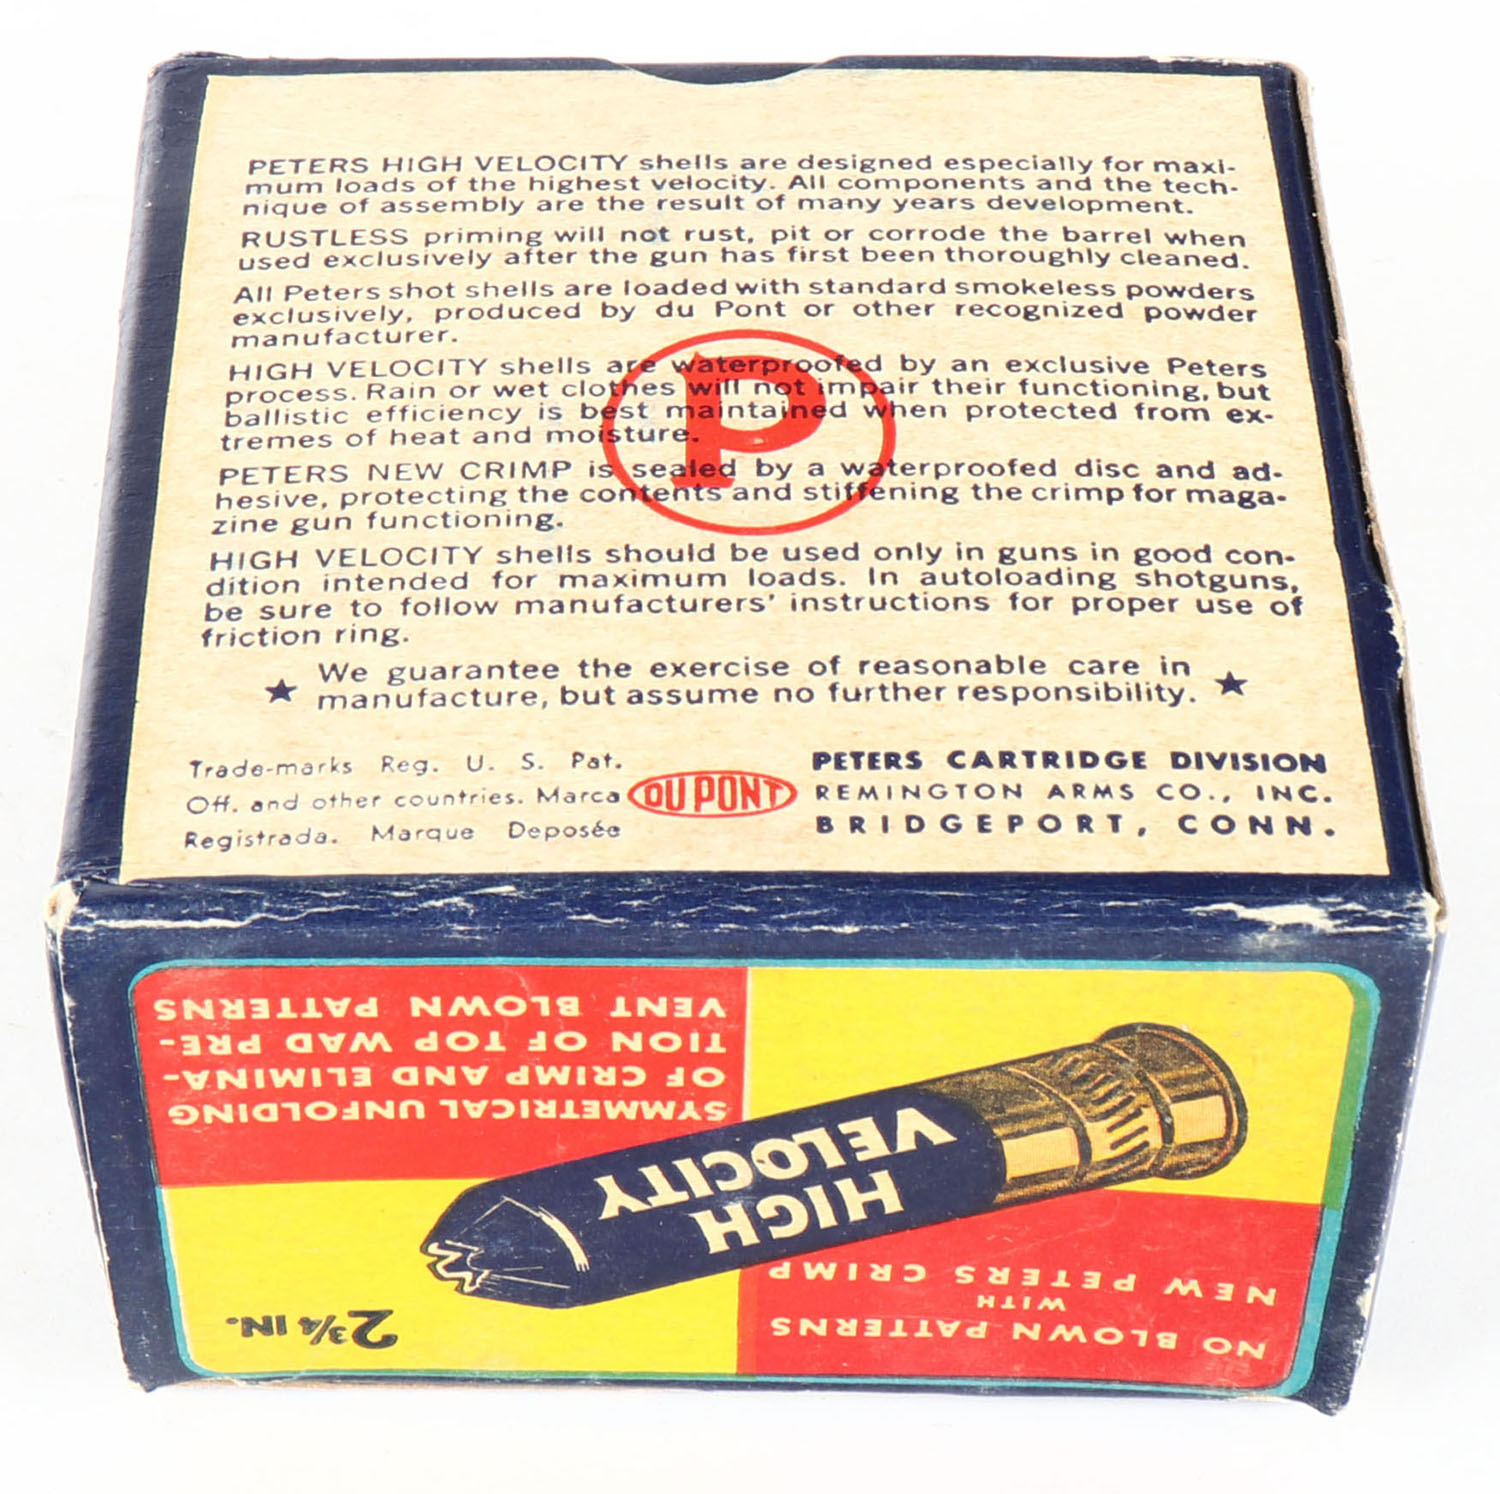 PETERS HIGH VELOCITY shells are designed especially for maxi-
mum loads of the highest velocity. All components and the tech-
nique of assembly are the result of many years development.
RUSTLESS priming will not rust, pit or corrode the barrel when
used exclusively after the gun has first been thoroughly cleaned.
All Peters shot shells are loaded with standard smokeless powders
exclusively, produced by du Pont or other recognized powder
manufacturer.
HIGH VELOCITY shells are waterproofed by an exclusive Peters
process. Rain or wet clothes will not impair their functioning, but
ballistic efficiency is best maintained when protected from ex-
tremes of heat and moisture.
P
PETERS NEW CRIMP is sealed by a waterproofed disc and ad-
hesive, protecting the contents and stiffening the crimp for maga-
zine gun functioning.
HIGH VELOCITY shells should be used only in guns in good con-
dition intended for maximum loads. In autoloading shotguns,
be sure to follow manufacturers' instructions for proper use of
friction ring.
★ We guarantee the exercise of reasonable care in ★
manufacture, but assume no further responsibility.
Trade-marks Reg. U. S. Pat.
Off. and other countries. Marca
Registrada. Marque Deposée
DU PONT
PETERS CARTRIDGE DIVISION
REMINGTON ARMS CO., INC.
BRIDGEPORT, CONN.
NO BLOWN PATTERNS
WITH
NEW PETERS CRIMP
2¾ IN.
HIGH
VELOCITY
SYMMETRICAL UNFOLDING
OF CRIMP AND ELIMINA-
TION OF TOP WAD PRE-
VENT BLOWN PATTERNS